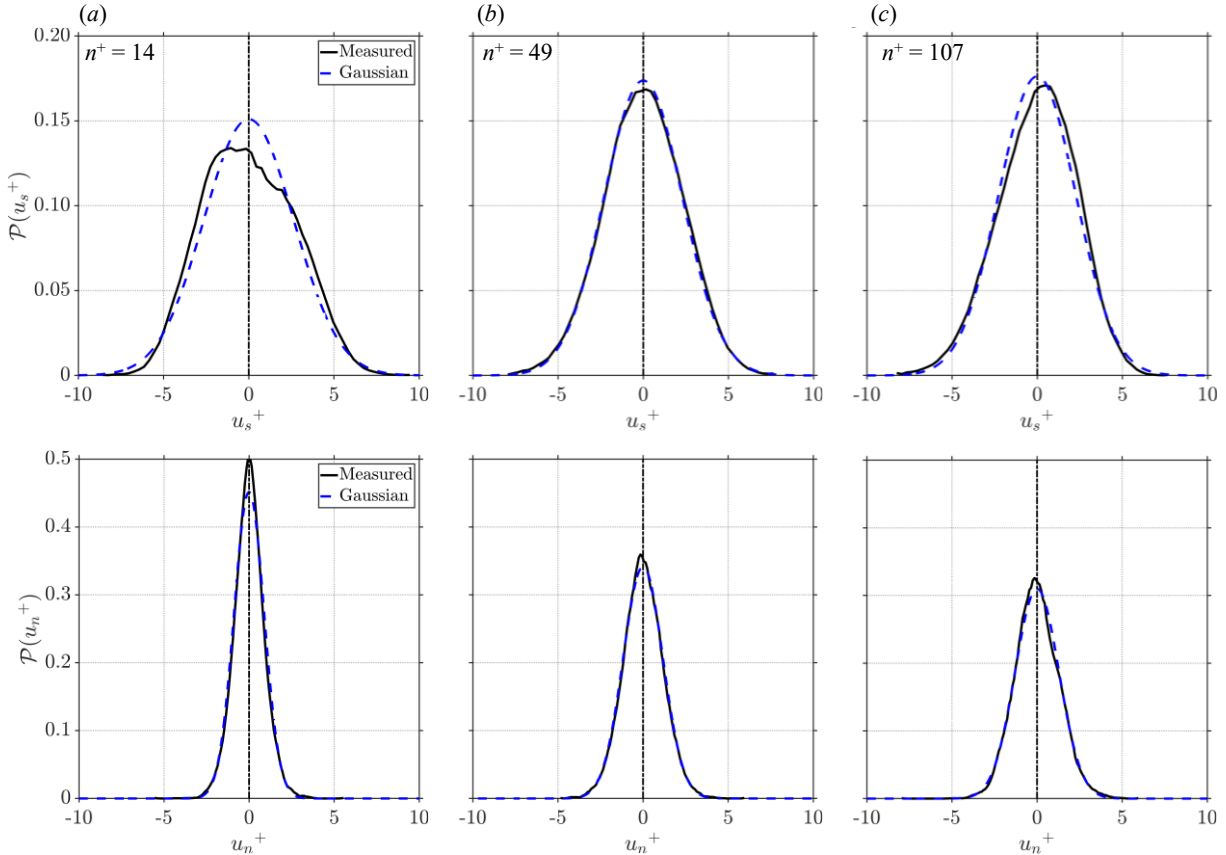 (a)
(b)
(c)
n⁺ = 14
Measured
Gaussian
n⁺ = 49
n⁺ = 107
0.20
0.15
0.10
0.05
0
𝒫(uₛ⁺)
-10 -5 0 5 10
-10 -5 0 5 10
-10 -5 0 5 10
uₛ⁺
uₛ⁺
uₛ⁺
Measured
Gaussian
0.5
0.4
0.3
0.2
0.1
0
𝒫(uₙ⁺)
-10 -5 0 5 10
-10 -5 0 5 10
-10 -5 0 5 10
uₙ⁺
uₙ⁺
uₙ⁺